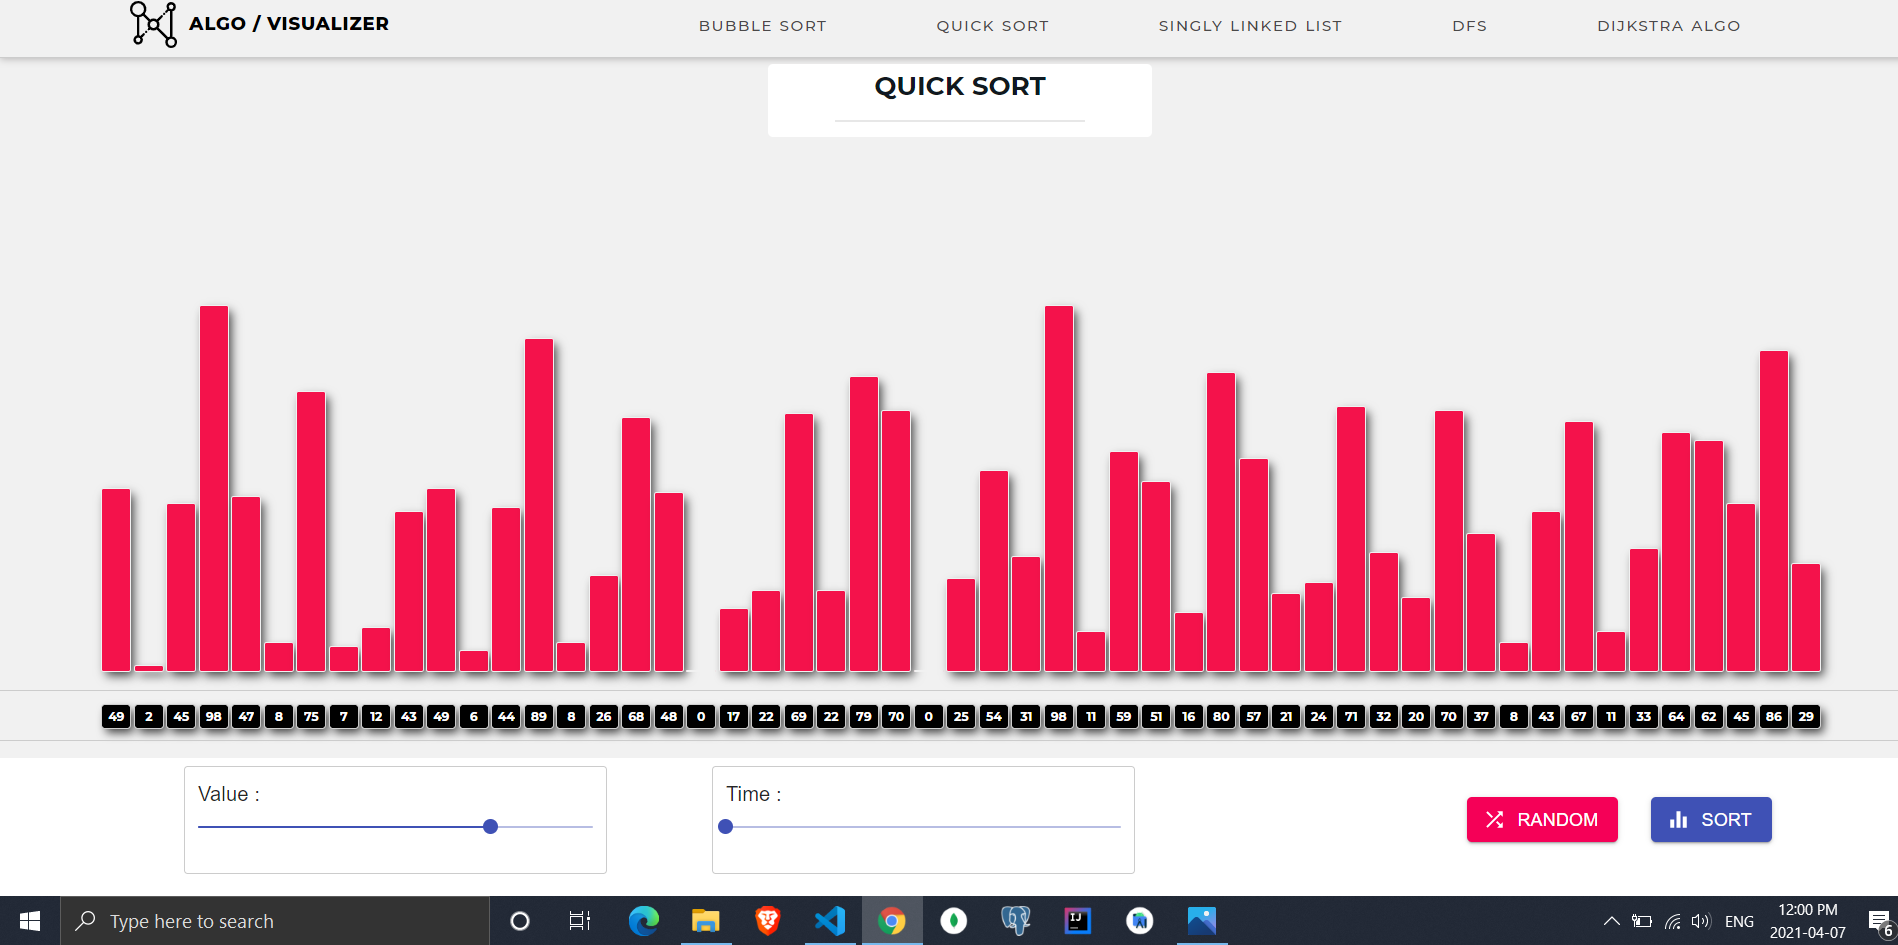 ALGO / VISUALIZER
BUBBLE SORT QUICK SORT SINGLY LINKED LIST DFS DIJKSTRA ALGO
QUICK SORT
49 2 45 98 47 8 75 7 12 43 49 6 44 89 8 26 68 48 0 17 22 69 22 79 70 0 25 54 31 98 11 59 51 16 80 57 21 24 71 32 20 70 37 8 43 67 11 33 64 62 45 86 29
Value :
Time :
RANDOM
SORT
Type here to search
IJ
ENG
12:00 PM
2021-04-07
6